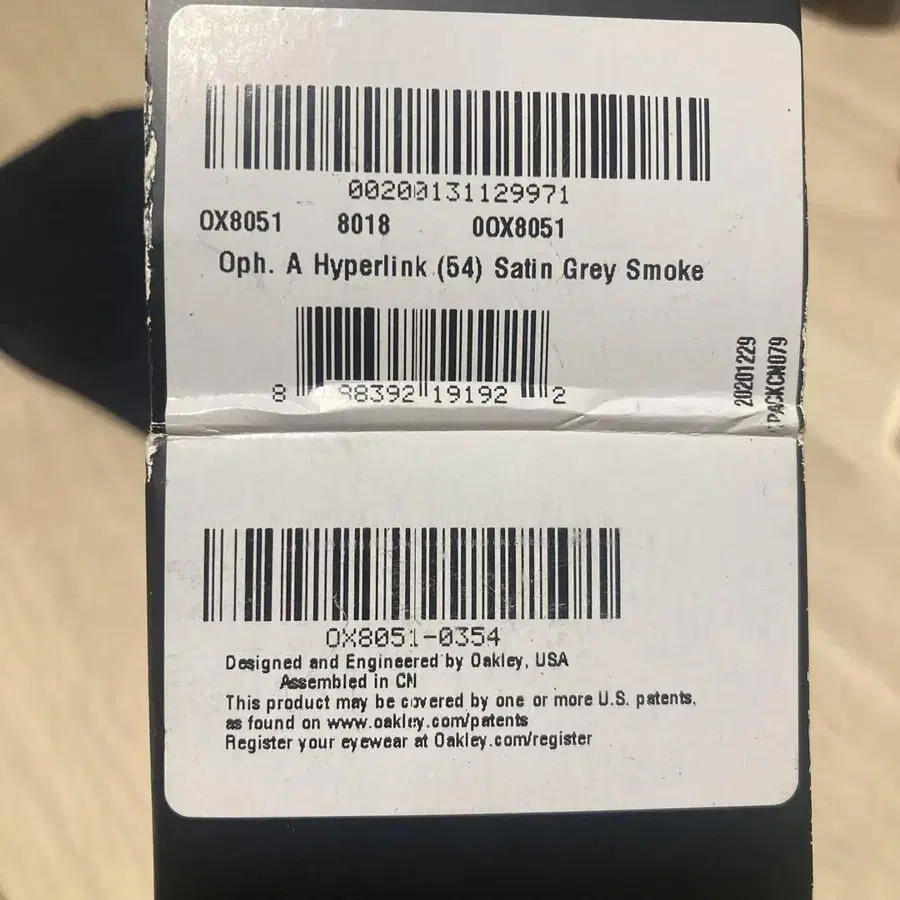 00200131129971
OX8051 8018 0OX8051
Oph. A Hyperlink (54) Satin Grey Smoke
8 88392 19192 2
20201229
PACKCN079
OX8051-0354
Designed and Engineered by Oakley, USA
Assembled in CN
This product may be covered by one or more U.S. patents,
as found on www.oakley.com/patents
Register your eyewear at Oakley.com/register